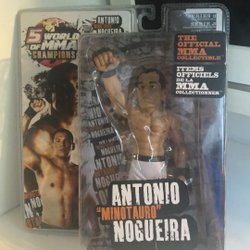 ANTONIO
NOGUEIRA
5 WORLD
OF MMA
CHAMPIONS
SERIES
THE
OFFICIAL
MMA
COLLECTIBLE
ITEMS
OFFICIELS
DE LA
MMA
COLLECTIONNER
ANTONIO
"MINOTAURO"
NOGUEIRA